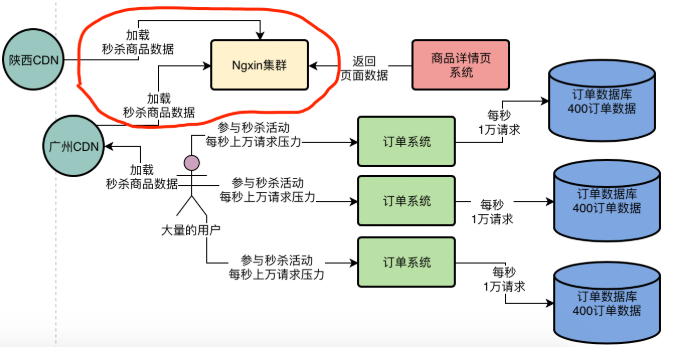 加载
秒杀商品数据
陕西CDN
Ngxin集群
返回
页面数据
商品详情页
系统
加载
秒杀商品数据
广州CDN
加载
秒杀商品数据
参与秒杀活动
每秒上万请求压力
订单系统
每秒
1万请求
订单数据库
400订单数据
参与秒杀活动
每秒上万请求压力
订单系统
每秒
1万请求
订单数据库
400订单数据
大量的用户
参与秒杀活动
每秒上万请求压力
订单系统
每秒
1万请求
订单数据库
400订单数据